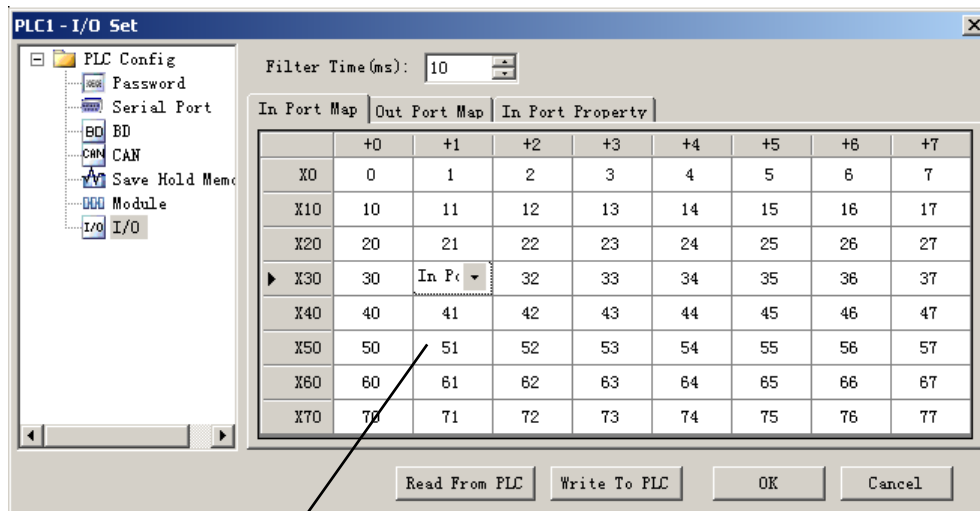 PLC1 - I/O Set
PLC Config
Password
Serial Port
BD BD
CAN CAN
Save Hold Memo
Module
I/O I/O
Filter Time(ms): 10
In Port Map Out Port Map In Port Property
+0 +1 +2 +3 +4 +5 +6 +7
X0 0 1 2 3 4 5 6 7
X10 10 11 12 13 14 15 16 17
X20 20 21 22 23 24 25 26 27
X30 30 In Po 32 33 34 35 36 37
X40 40 41 42 43 44 45 46 47
X50 50 51 52 53 54 55 56 57
X60 60 61 62 63 64 65 66 67
X70 70 71 72 73 74 75 76 77
Read From PLC Write To PLC OK Cancel